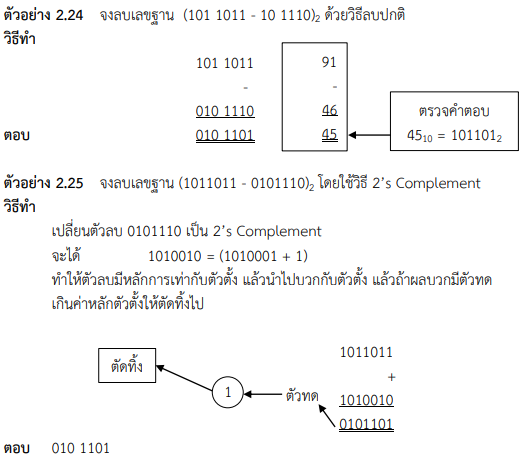 ตัวอย่าง 2.24 จงลบเลขฐาน (101 1011 - 10 1110)₂ ด้วยวิธีลบปกติ
วิธีทำ
101 1011 91
- -
010 1110 46
ตอบ 010 1101 45
ตรวจคำตอบ
45₁₀ = 101101₂
ตัวอย่าง 2.25 จงลบเลขฐาน (1011011 - 0101110)₂ โดยใช้วิธี 2's Complement
วิธีทำ
เปลี่ยนตัวลบ 0101110 เป็น 2's Complement
จะได้ 1010010 = (1010001 + 1)
ทำให้ตัวลบมีหลักการเท่ากับตัวตั้ง แล้วนำไปบวกกับตัวตั้ง แล้วถ้าผลบวกมีตัวทด
เกินค่าหลักตัวตั้งให้ตัดทิ้งไป
1011011
+
1010010
0101101
ตัดทิ้ง
1
ตัวทด
ตอบ 010 1101